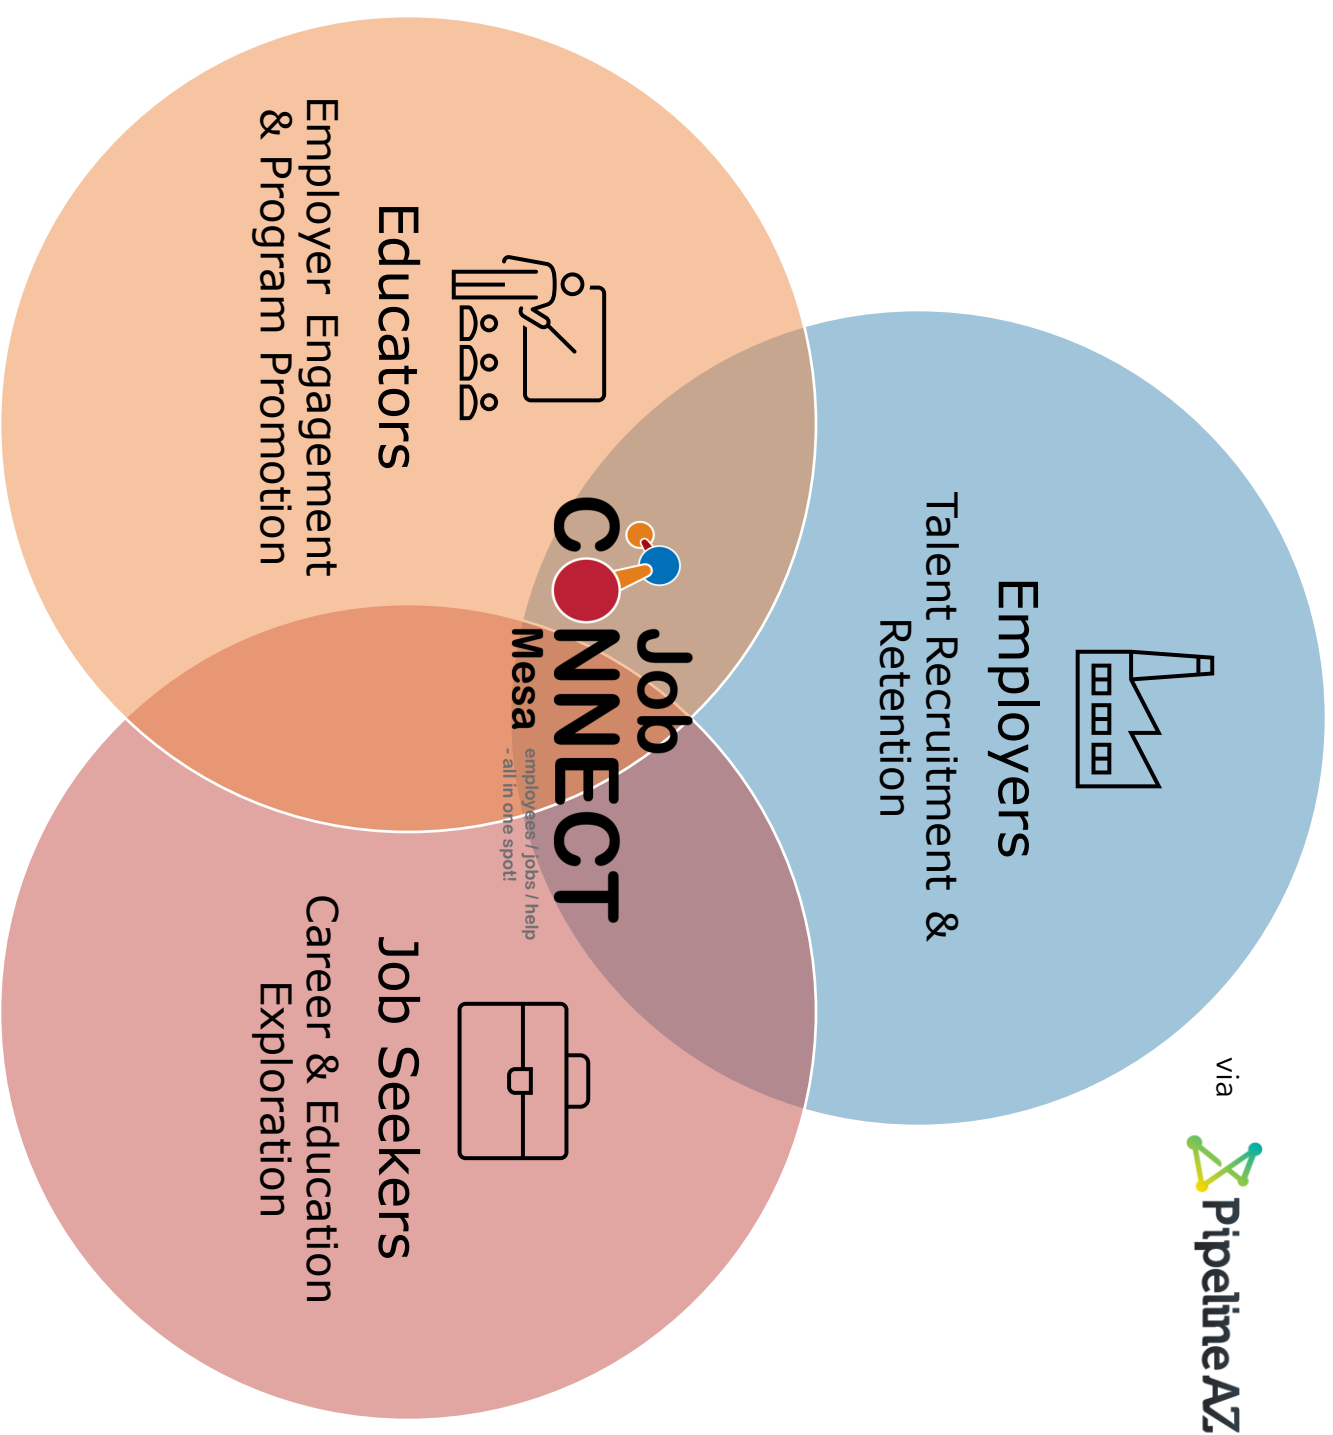 via
PipelineAZ
Employers
Talent Recruitment &
Retention
Job
CONNECT
Mesa
employees / jobs / help
- all in one spot!
Educators
Employer Engagement
& Program Promotion
Job Seekers
Career & Education
Exploration